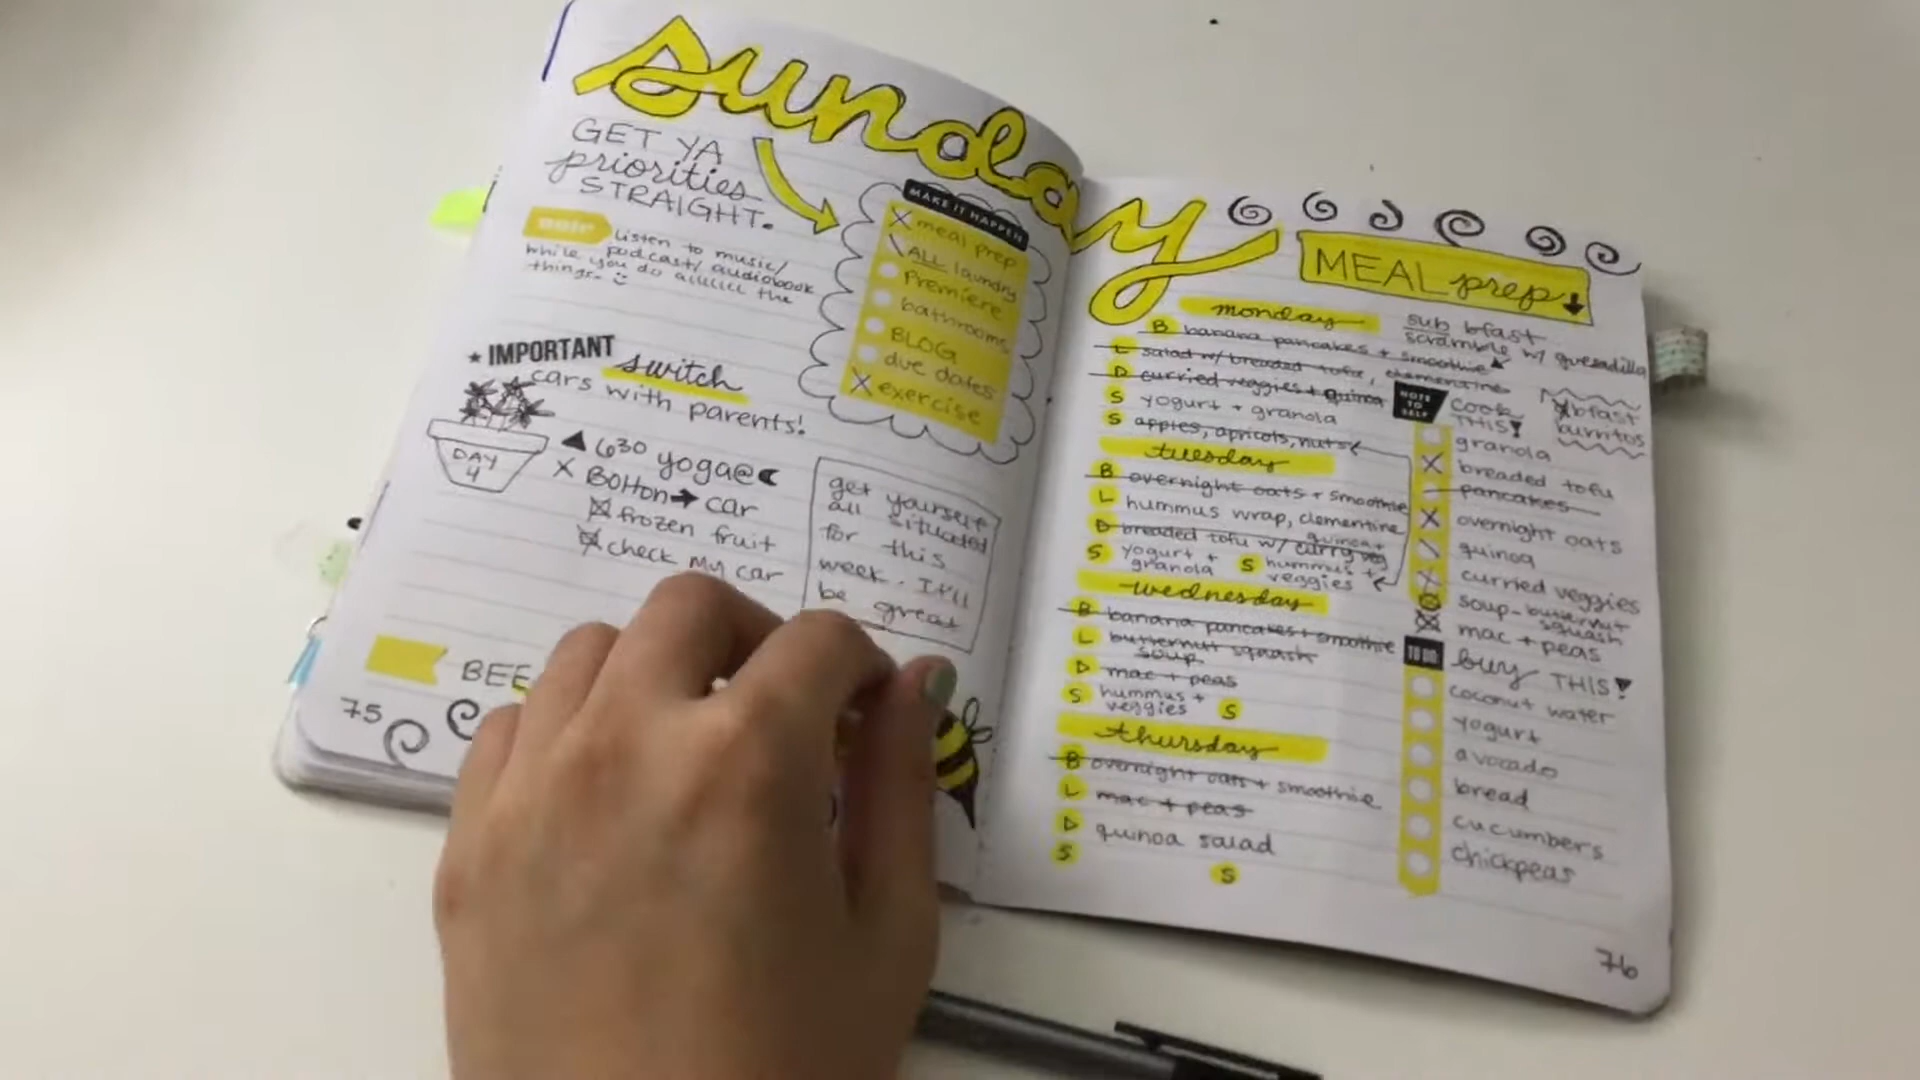 sunday
GET YA
priorities
STRAIGHT.
note Listen to music/
podcast/ audiobook
while you do allllll the
things. :)
MAKE IT HAPPEN
meal prep
ALL laundry
Premiere
bathrooms
BLOG
due dates
exercise
★ IMPORTANT
switch
cars with parents!
DAY
4
630 yoga@
Bolton → car
frozen fruit
check my car
get yourself
all situated
for this
week. It'll
be great
BEE
75
MEAL prep
monday
B banana pancakes + smoothie
L salad w/ breaded tofu, clementine
D curried veggies + quinoa
S yogurt + granola
S apples, apricots, nuts
tuesday
B overnight oats + smoothie
L hummus wrap, clementine
D breaded tofu w/ curry veg
quinoa +
S yogurt +
granola
S hummus +
veggies
wednesday
B banana pancakes + smoothie
L butternut squash
soup
D mac + peas
S hummus +
veggies
S
thursday
B overnight oats + smoothie
L mac + peas
D quinoa salad
S
S
sub bfast
scramble w/ quesadilla
NOTE
TO
SELF
Cook
THIS!
bfast
burritos
granola
breaded tofu
pancakes
overnight oats
quinoa
curried veggies
soup-butternut
squash
mac + peas
TO DO:
buy THIS!
coconut water
yogurt
avocado
bread
cucumbers
chickpeas
76